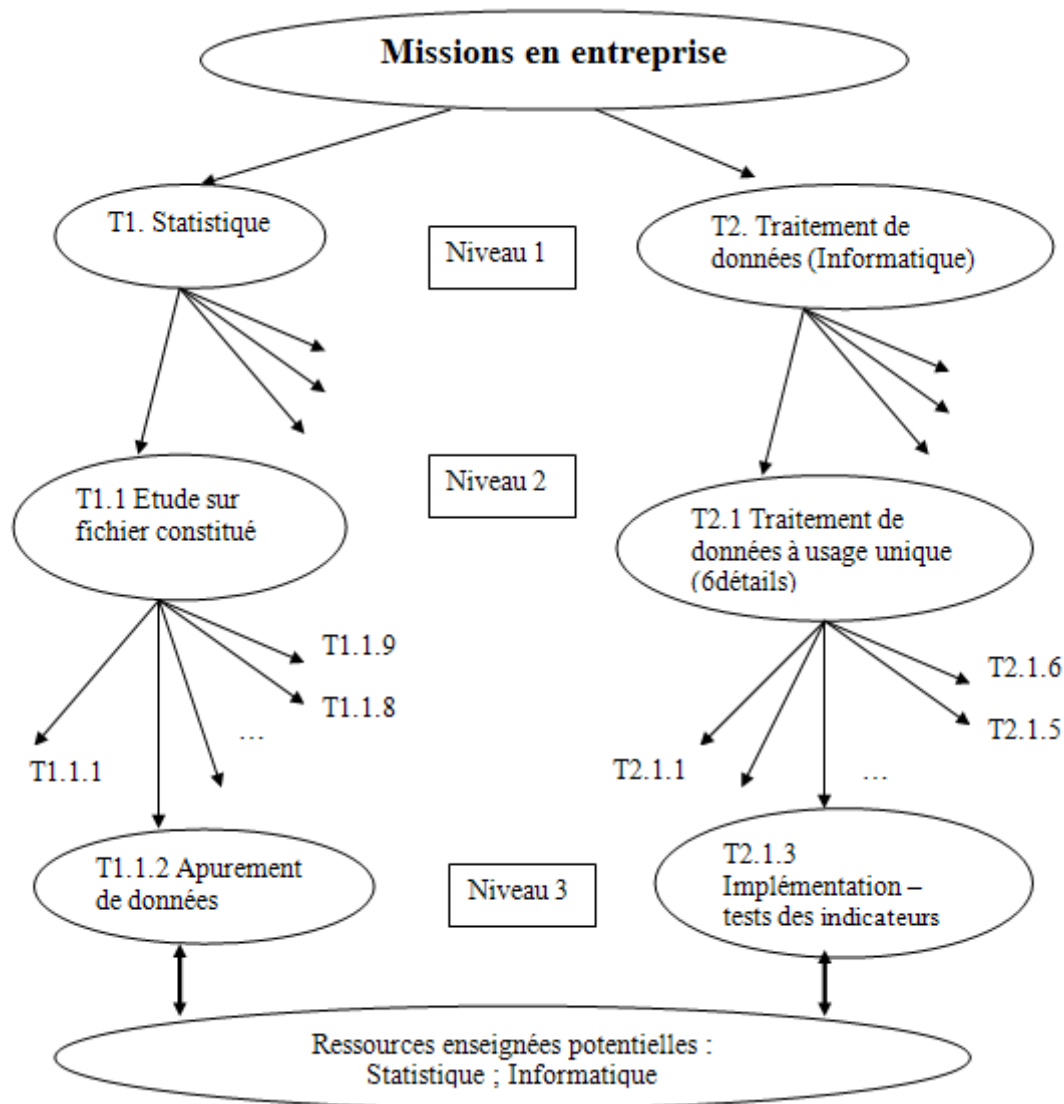 Missions en entreprise
T1. Statistique
Niveau 1
T2. Traitement de
données (Informatique)
T1.1 Etude sur
fichier constitué
Niveau 2
T2.1 Traitement de
données à usage unique
(6détails)
T1.1.9
T1.1.8
...
T1.1.1
T2.1.6
T2.1.5
T2.1.1
...
T1.1.2 Apurement
de données
Niveau 3
T2.1.3
Implémentation –
tests des indicateurs
Ressources enseignées potentielles :
Statistique ; Informatique